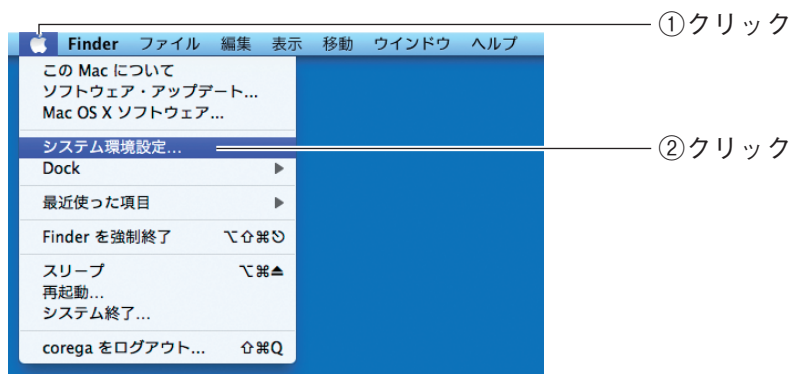 ①クリック
Finder ファイル 編集 表示 移動 ウインドウ ヘルプ
この Mac について
ソフトウェア・アップデート...
Mac OS X ソフトウェア...
システム環境設定...
②クリック
Dock ▶
最近使った項目 ▶
Finder を強制終了 ⌥⇧⌘⎋
スリープ ⌥⌘⏏
再起動...
システム終了...
corega をログアウト... ⇧⌘Q